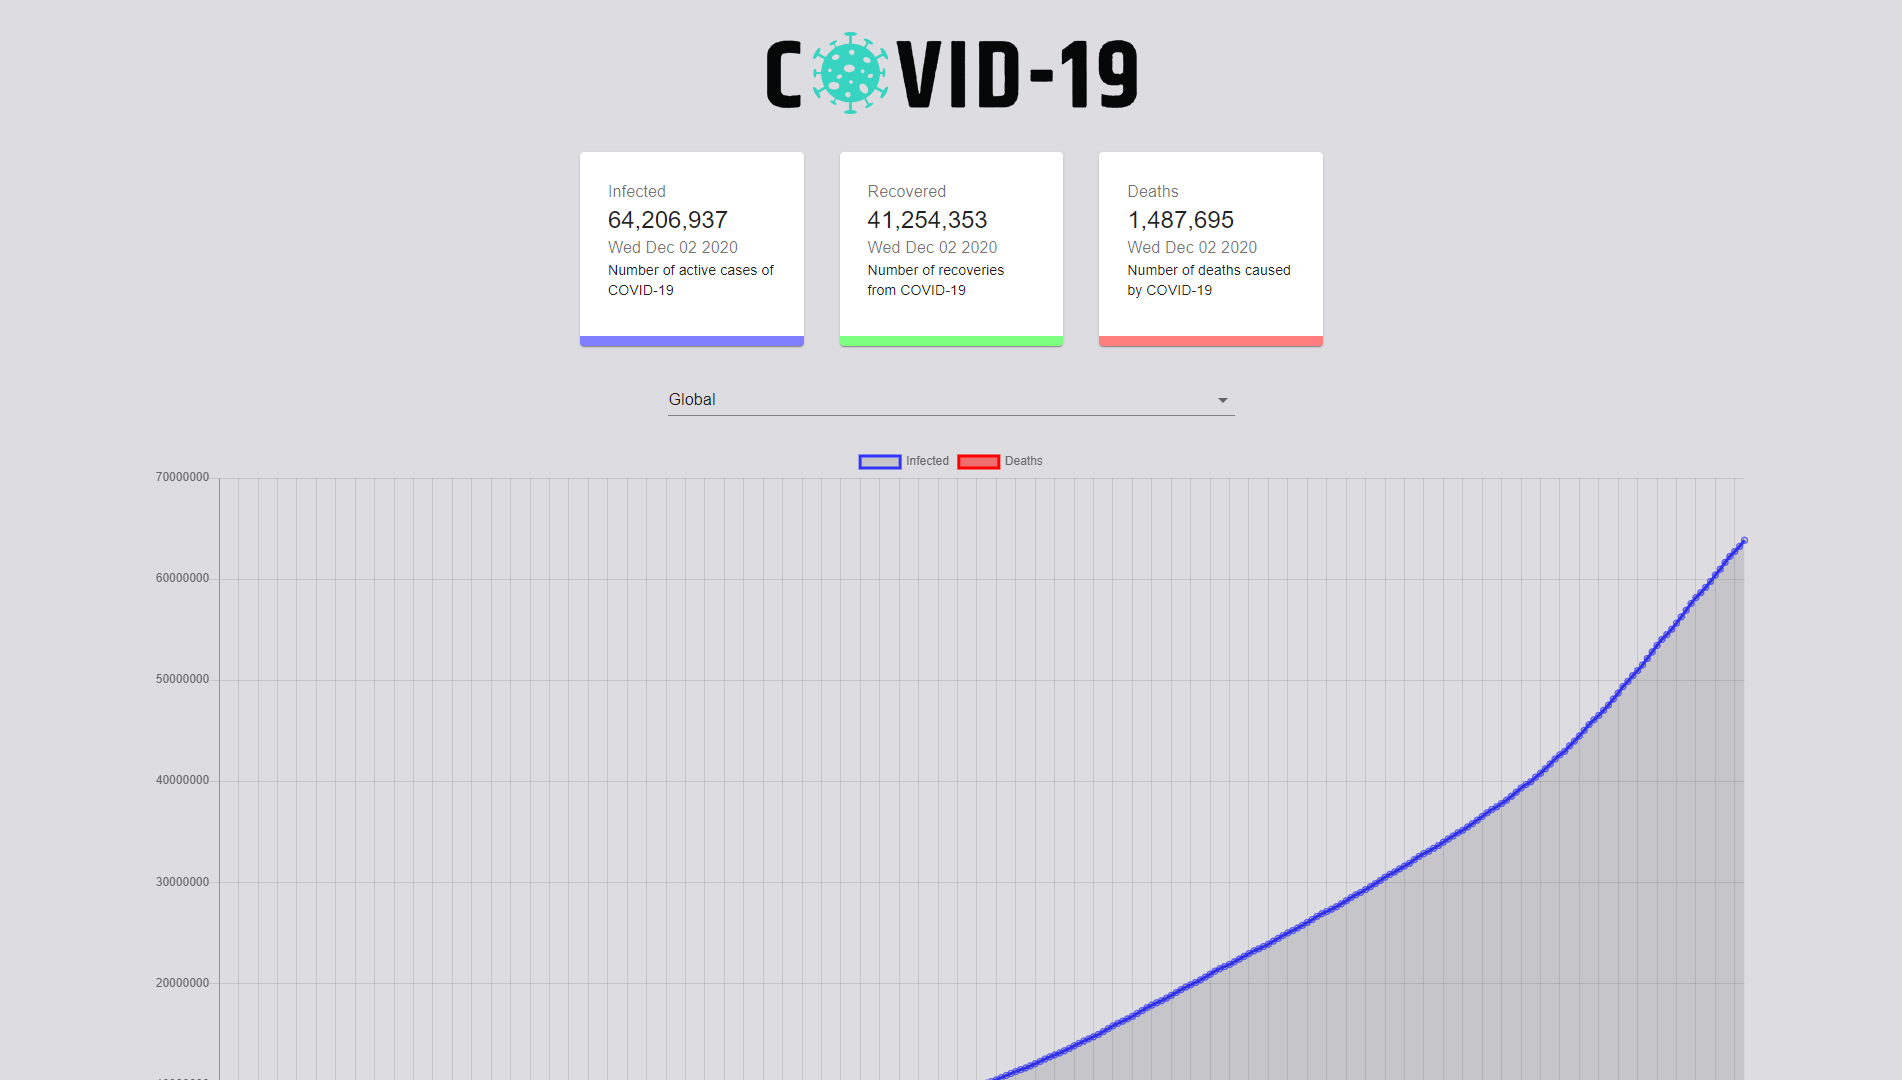 COVID-19
Infected
64,206,937
Wed Dec 02 2020
Number of active cases of
COVID-19
Recovered
41,254,353
Wed Dec 02 2020
Number of recoveries
from COVID-19
Deaths
1,487,695
Wed Dec 02 2020
Number of deaths caused
by COVID-19
Global
Infected
Deaths
70000000
60000000
50000000
40000000
30000000
20000000